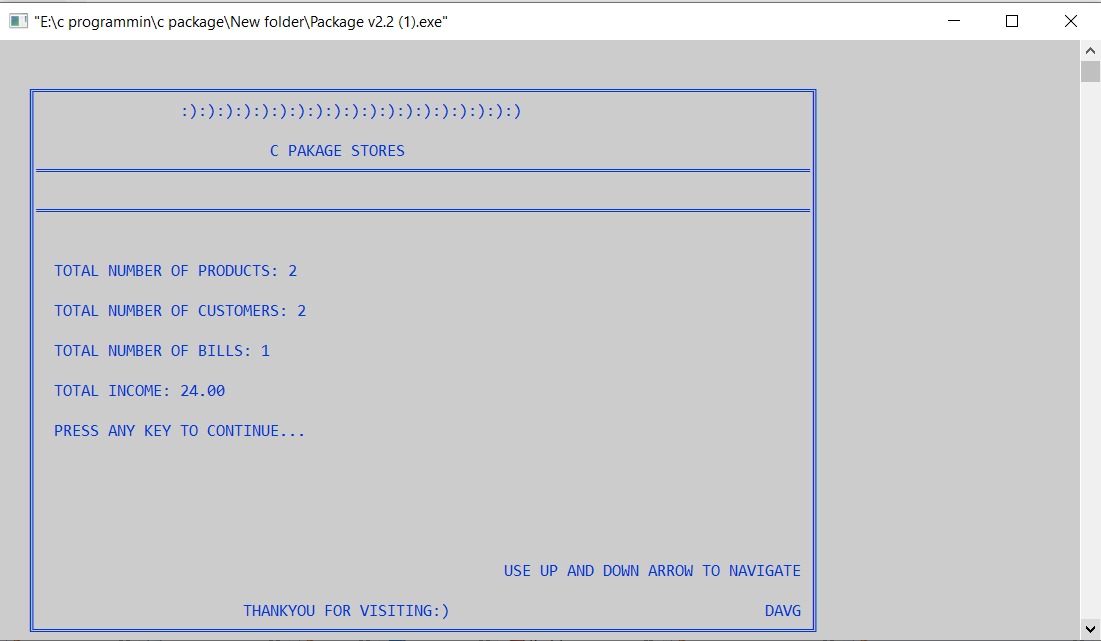 "E:\c programmin\c package\New folder\Package v2.2 (1).exe"
:):):):):):):):):):):):):):):):):):):)
C PAKAGE STORES
TOTAL NUMBER OF PRODUCTS: 2
TOTAL NUMBER OF CUSTOMERS: 2
TOTAL NUMBER OF BILLS: 1
TOTAL INCOME: 24.00
PRESS ANY KEY TO CONTINUE...
USE UP AND DOWN ARROW TO NAVIGATE
THANKYOU FOR VISITING:) DAVG